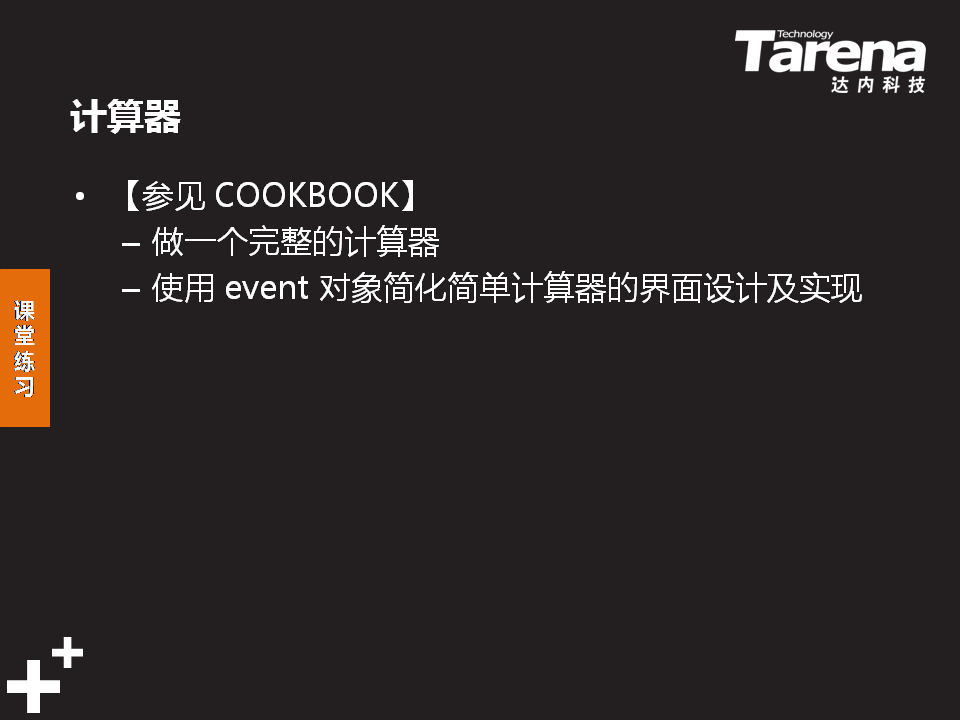 Technology
Tarena
达内科技
计算器
• 【参见 COOKBOOK】
– 做一个完整的计算器
– 使用 event 对象简化简单计算器的界面设计及实现
课堂练习